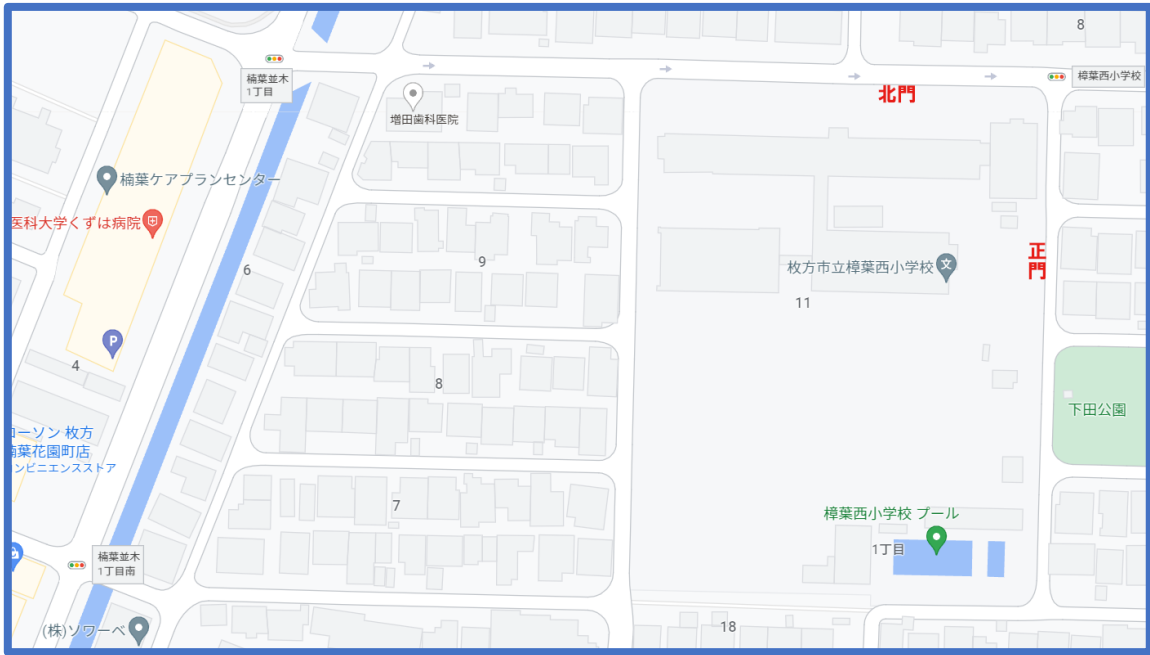 8
楠葉並木
1丁目
樟葉西小学校
北門
増田歯科医院
楠葉ケアプランセンター
医科大学くずは病院
6
9
正門
枚方市立樟葉西小学校
文
11
P
4
8
下田公園
ローソン 枚方
楠葉花園町店
コンビニエンスストア
7
樟葉西小学校 プール
1丁目
楠葉並木
1丁目南
(株)ソワーベ
18